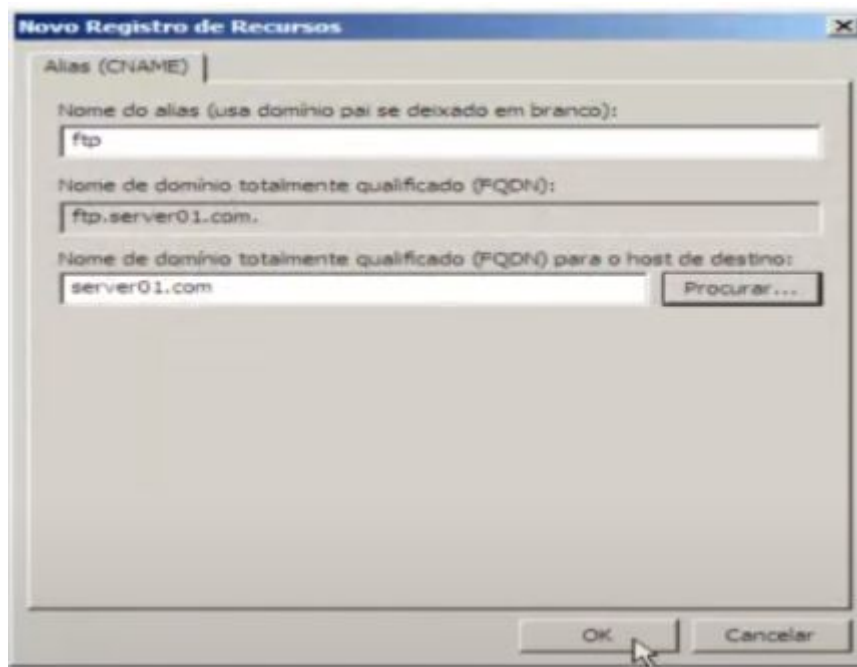 Novo Registro de Recursos
Alias (CNAME)
Nome do alias (usa domínio pai se deixado em branco):
ftp
Nome de domínio totalmente qualificado (FQDN):
ftp.server01.com.
Nome de domínio totalmente qualificado (FQDN) para o host de destino:
server01.com
Procurar...
OK
Cancelar